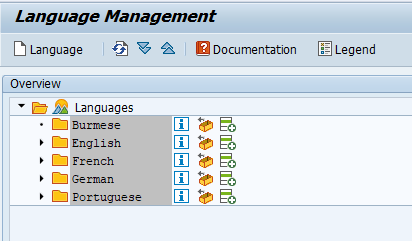 Language Management
Language Documentation Legend
Overview
Languages
Burmese
English
French
German
Portuguese